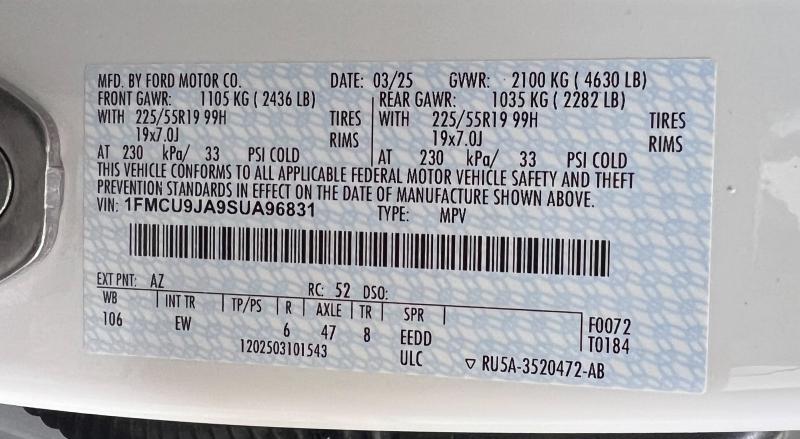 MFD. BY FORD MOTOR CO. DATE: 03/25 GVWR: 2100 KG ( 4630 LB)
FRONT GAWR: 1105 KG ( 2436 LB) REAR GAWR: 1035 KG ( 2282 LB)
WITH 225/55R19 99H TIRES WITH 225/55R19 99H TIRES
19x7.0J RIMS 19x7.0J RIMS
AT 230 kPa/ 33 PSI COLD AT 230 kPa/ 33 PSI COLD
THIS VEHICLE CONFORMS TO ALL APPLICABLE FEDERAL MOTOR VEHICLE SAFETY AND THEFT
PREVENTION STANDARDS IN EFFECT ON THE DATE OF MANUFACTURE SHOWN ABOVE.
VIN: 1FMCU9JA9SUA96831 TYPE: MPV
EXT PNT: AZ RC: 52 DSO:
WB INT TR TP/PS R AXLE TR SPR F0072
106 EW 6 47 8 EEDD T0184
1202503101543 ULC ▽ RU5A-3520472-AB